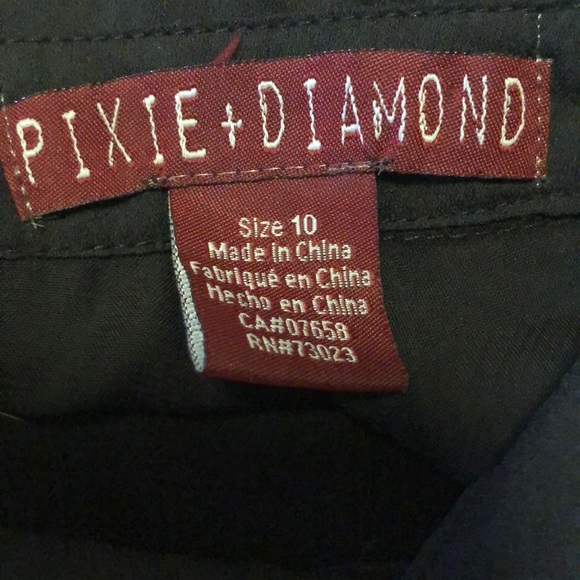 PIXIE+DIAMOND
Size 10
Made in China
Fabriqué en China
Hecho en China
CA#07658
RN#73023